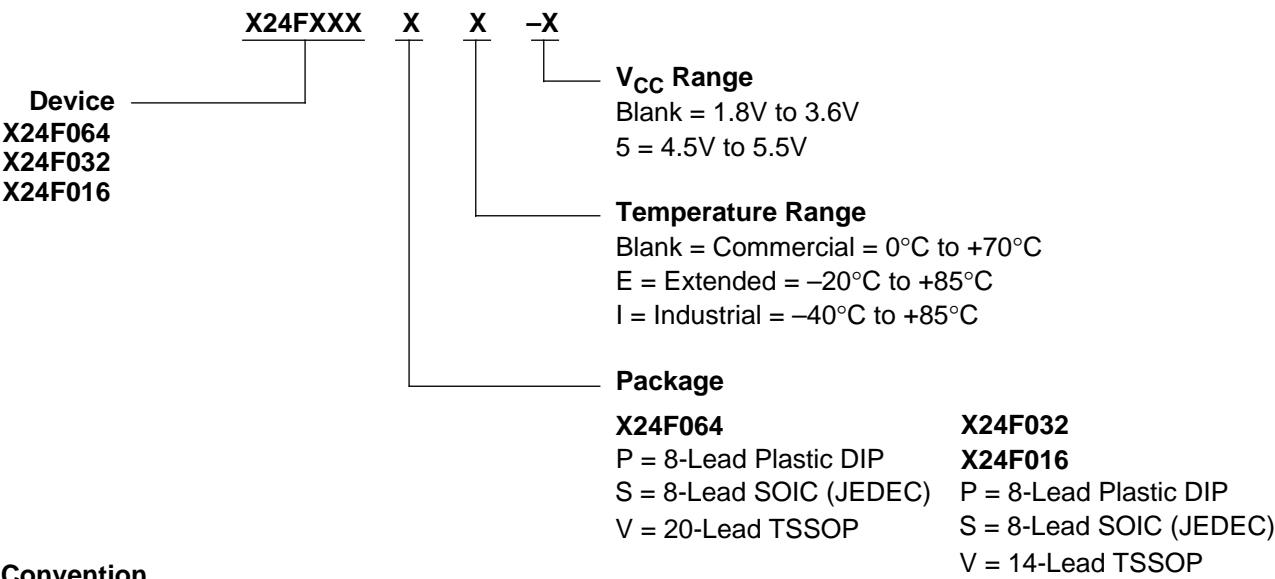 X24FXXX X X –X
Device
X24F064
X24F032
X24F016
VCC Range
Blank = 1.8V to 3.6V
5 = 4.5V to 5.5V
Temperature Range
Blank = Commercial = 0°C to +70°C
E = Extended = –20°C to +85°C
I = Industrial = –40°C to +85°C
Package
X24F064
P = 8-Lead Plastic DIP
S = 8-Lead SOIC (JEDEC)
V = 20-Lead TSSOP
X24F032
X24F016
P = 8-Lead Plastic DIP
S = 8-Lead SOIC (JEDEC)
V = 14-Lead TSSOP
Convention